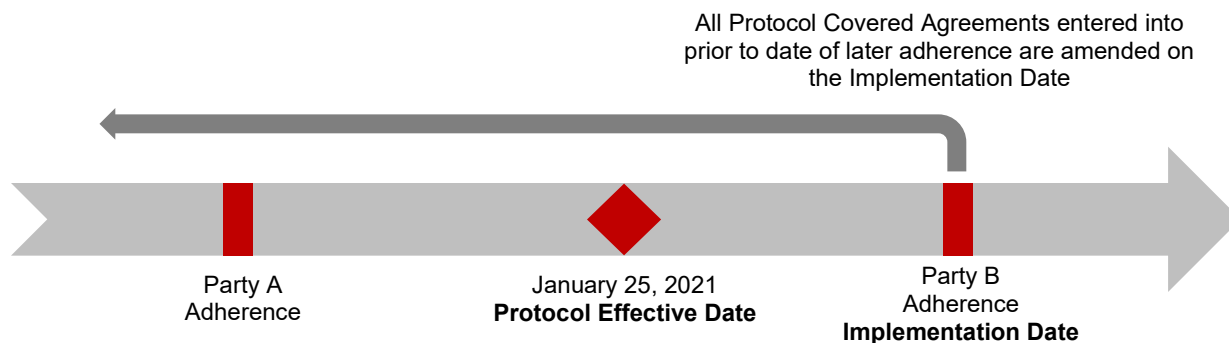 All Protocol Covered Agreements entered into
prior to date of later adherence are amended on
the Implementation Date
Party A
Adherence
January 25, 2021
Protocol Effective Date
Party B
Adherence
Implementation Date